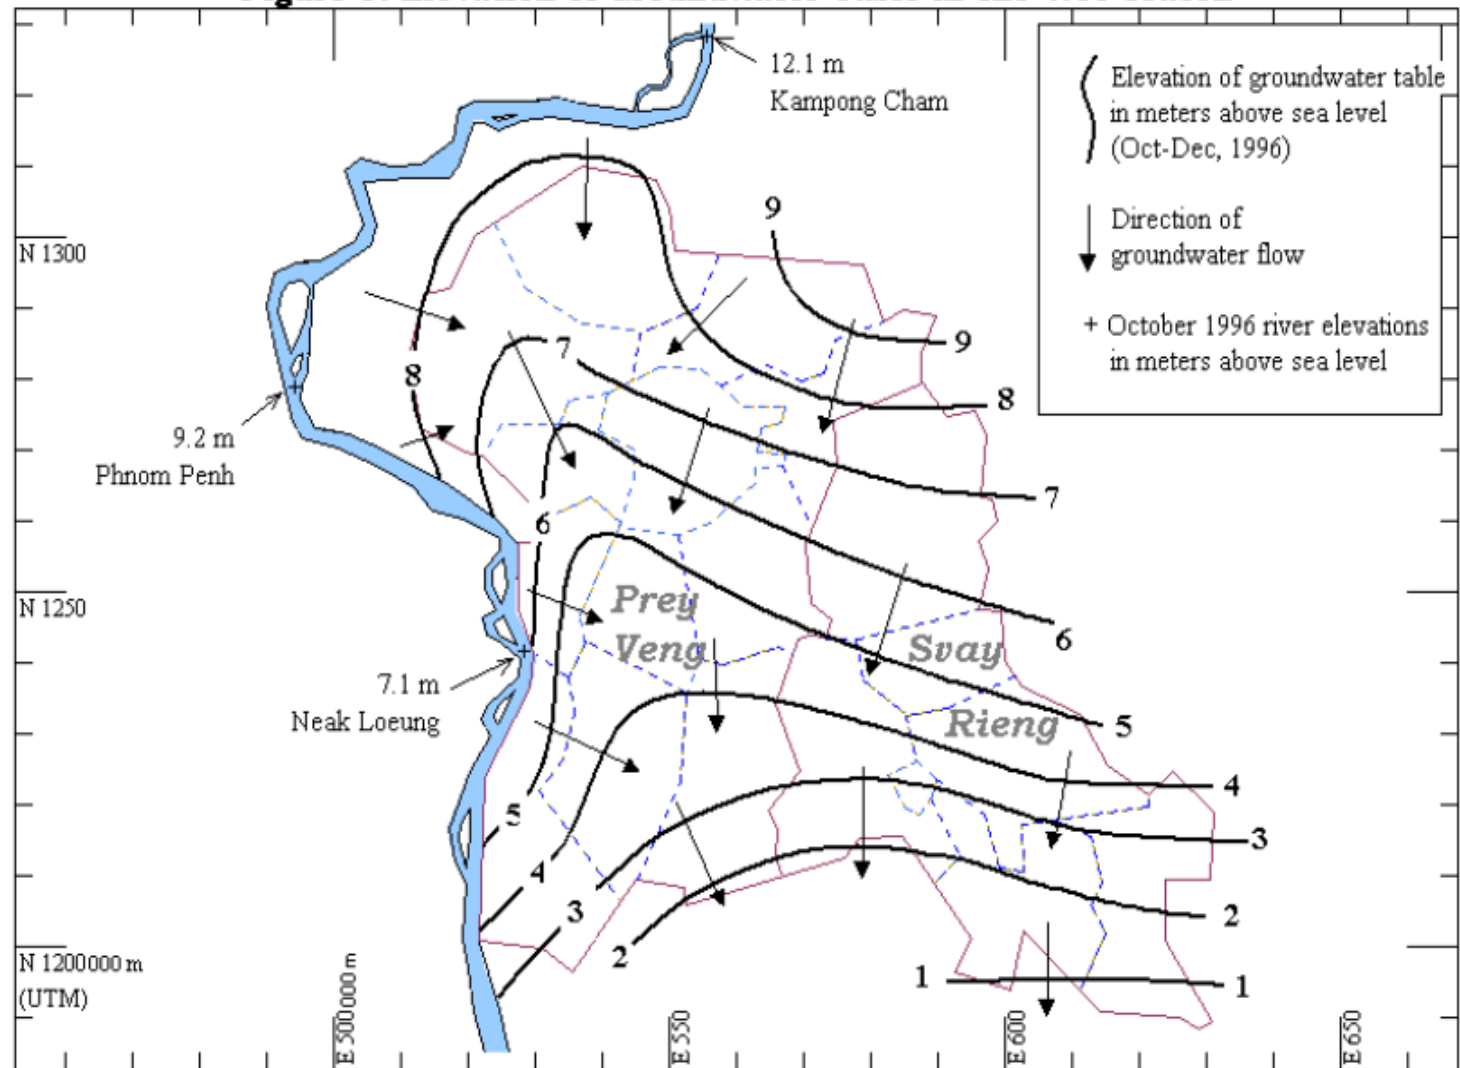 12.1 m
Kampong Cham
Elevation of groundwater table
in meters above sea level
(Oct-Dec, 1996)
Direction of
groundwater flow
+ October 1996 river elevations
in meters above sea level
N 1300
9
9
8
7
8
9.2 m
Phnom Penh
7
6
N 1250
Prey
Veng
Svay
6
7.1 m
Neak Loeung
Rieng
5
4
5
3
4
3
2
2
N 1200000 m
(UTM)
1
1
E 500000 m
E 550
E 600
E 650